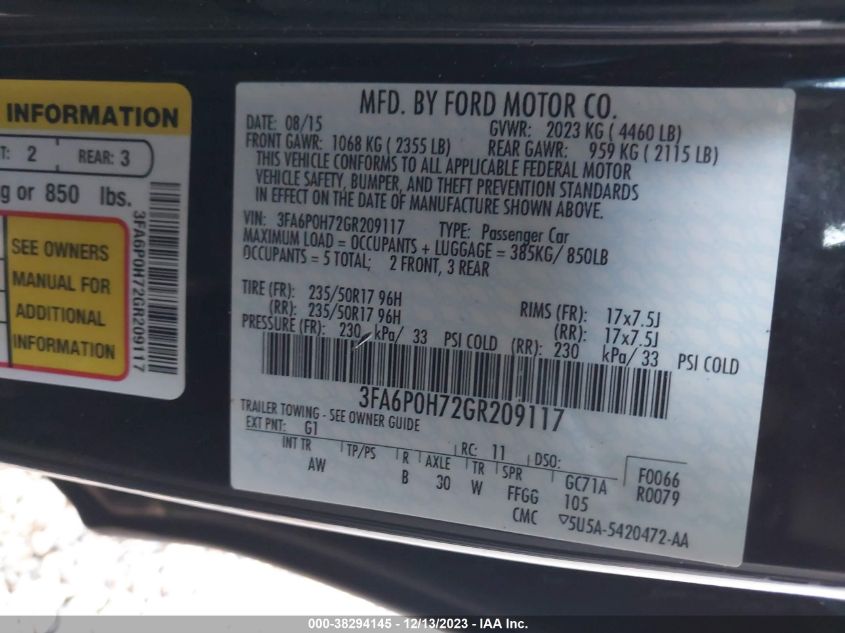 INFORMATION
T: 2 REAR: 3
g or 850 lbs.
SEE OWNERS
MANUAL FOR
ADDITIONAL
INFORMATION
3FA6P0H72GR209117
MFD. BY FORD MOTOR CO.
DATE: 08/15 GVWR: 2023 KG ( 4460 LB)
FRONT GAWR: 1068 KG ( 2355 LB) REAR GAWR: 959 KG ( 2115 LB)
THIS VEHICLE CONFORMS TO ALL APPLICABLE FEDERAL MOTOR
VEHICLE SAFETY, BUMPER, AND THEFT PREVENTION STANDARDS
IN EFFECT ON THE DATE OF MANUFACTURE SHOWN ABOVE.
VIN: 3FA6P0H72GR209117 TYPE: Passenger Car
MAXIMUM LOAD = OCCUPANTS + LUGGAGE = 385KG/ 850LB
OCCUPANTS = 5 TOTAL; 2 FRONT, 3 REAR
TIRE (FR): 235/50R17 96H RIMS (FR): 17x7.5J
(RR): 235/50R17 96H (RR): 17x7.5J
PRESSURE (FR): 230 kPa/ 33 PSI COLD (RR): 230 kPa/ 33 PSI COLD
3FA6P0H72GR209117
TRAILER TOWING - SEE OWNER GUIDE
EXT PNT: G1 RC: 11 DSO: F0066
INT TR TP/PS R AXLE TR SPR GC71A R0079
AW B 30 W FFGG 105
CMC ▽5U5A-5420472-AA
000-38294145 - 12/13/2023 - IAA Inc.